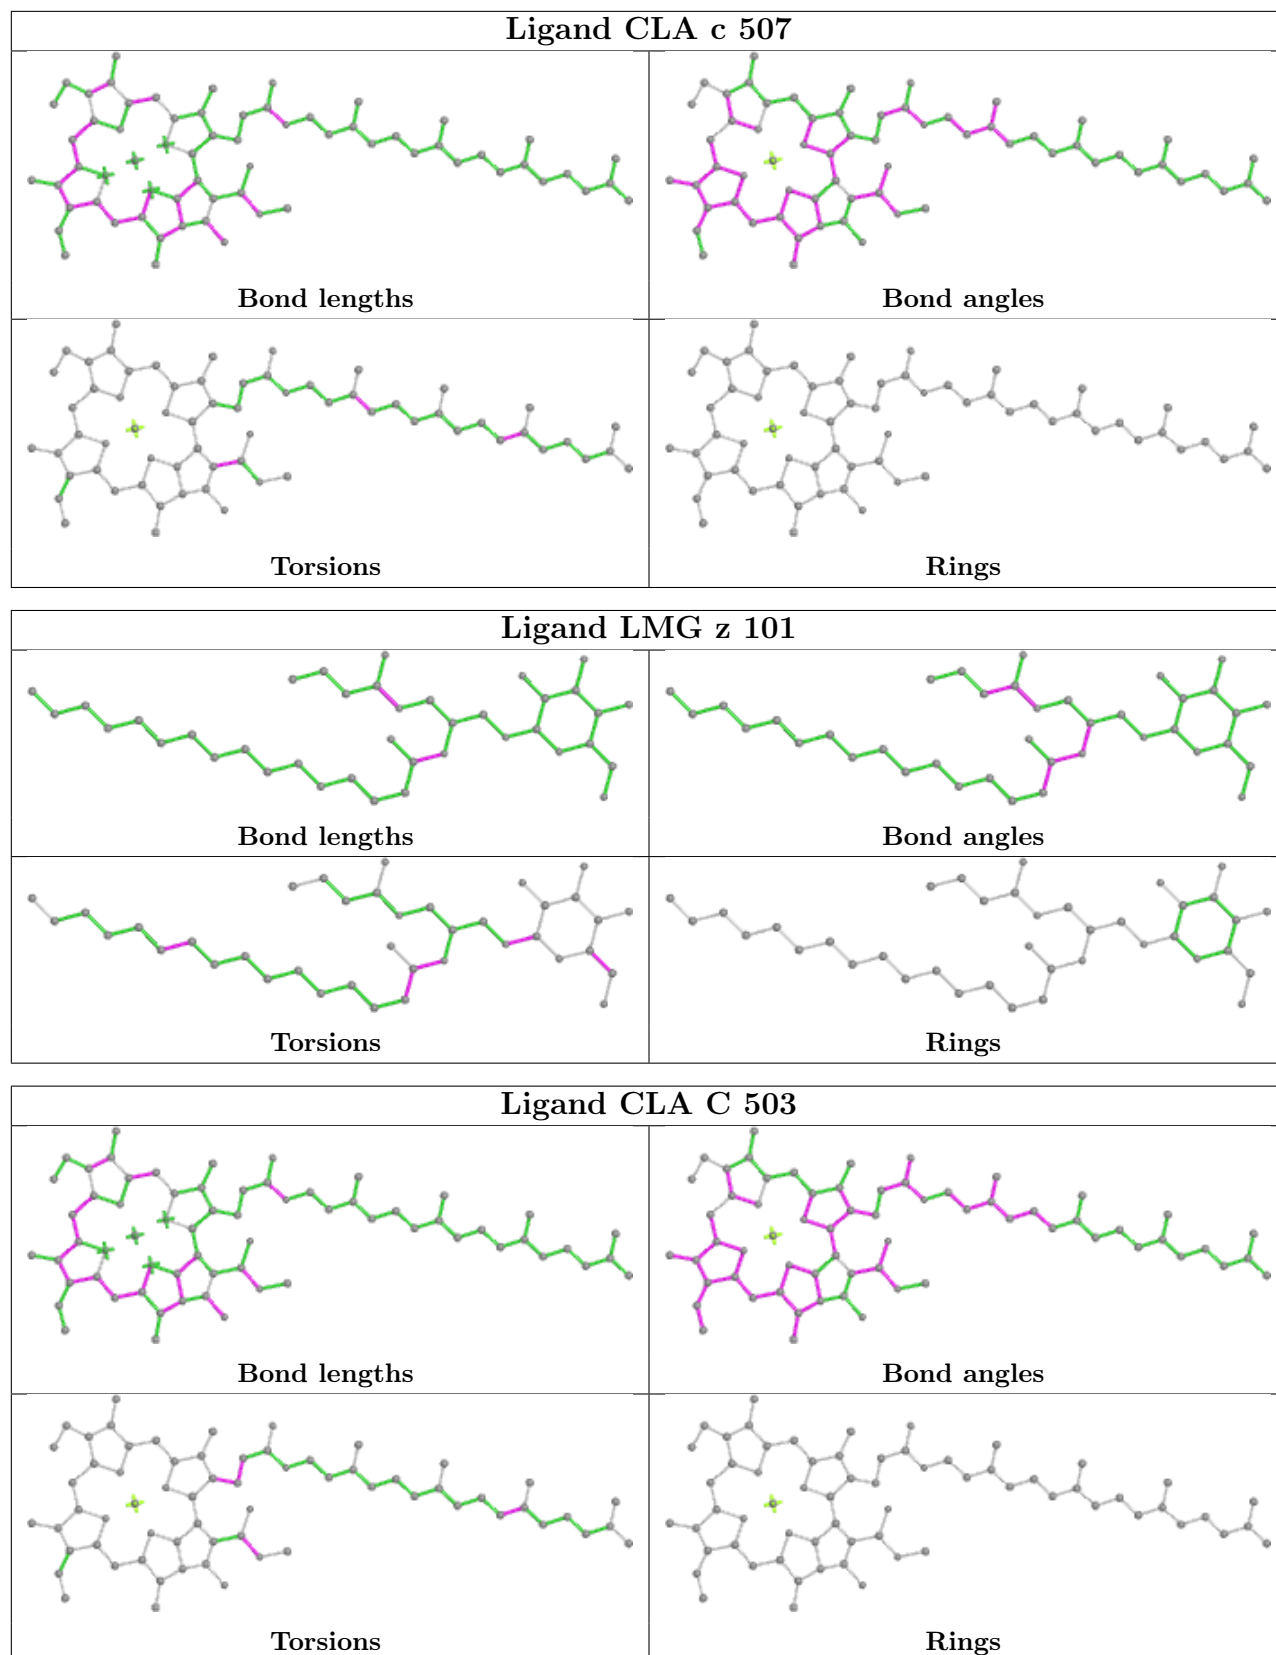 Ligand CLA c 507
Bond lengths
Bond angles
Torsions
Rings
Ligand LMG z 101
Bond lengths
Bond angles
Torsions
Rings
Ligand CLA C 503
Bond lengths
Bond angles
Torsions
Rings